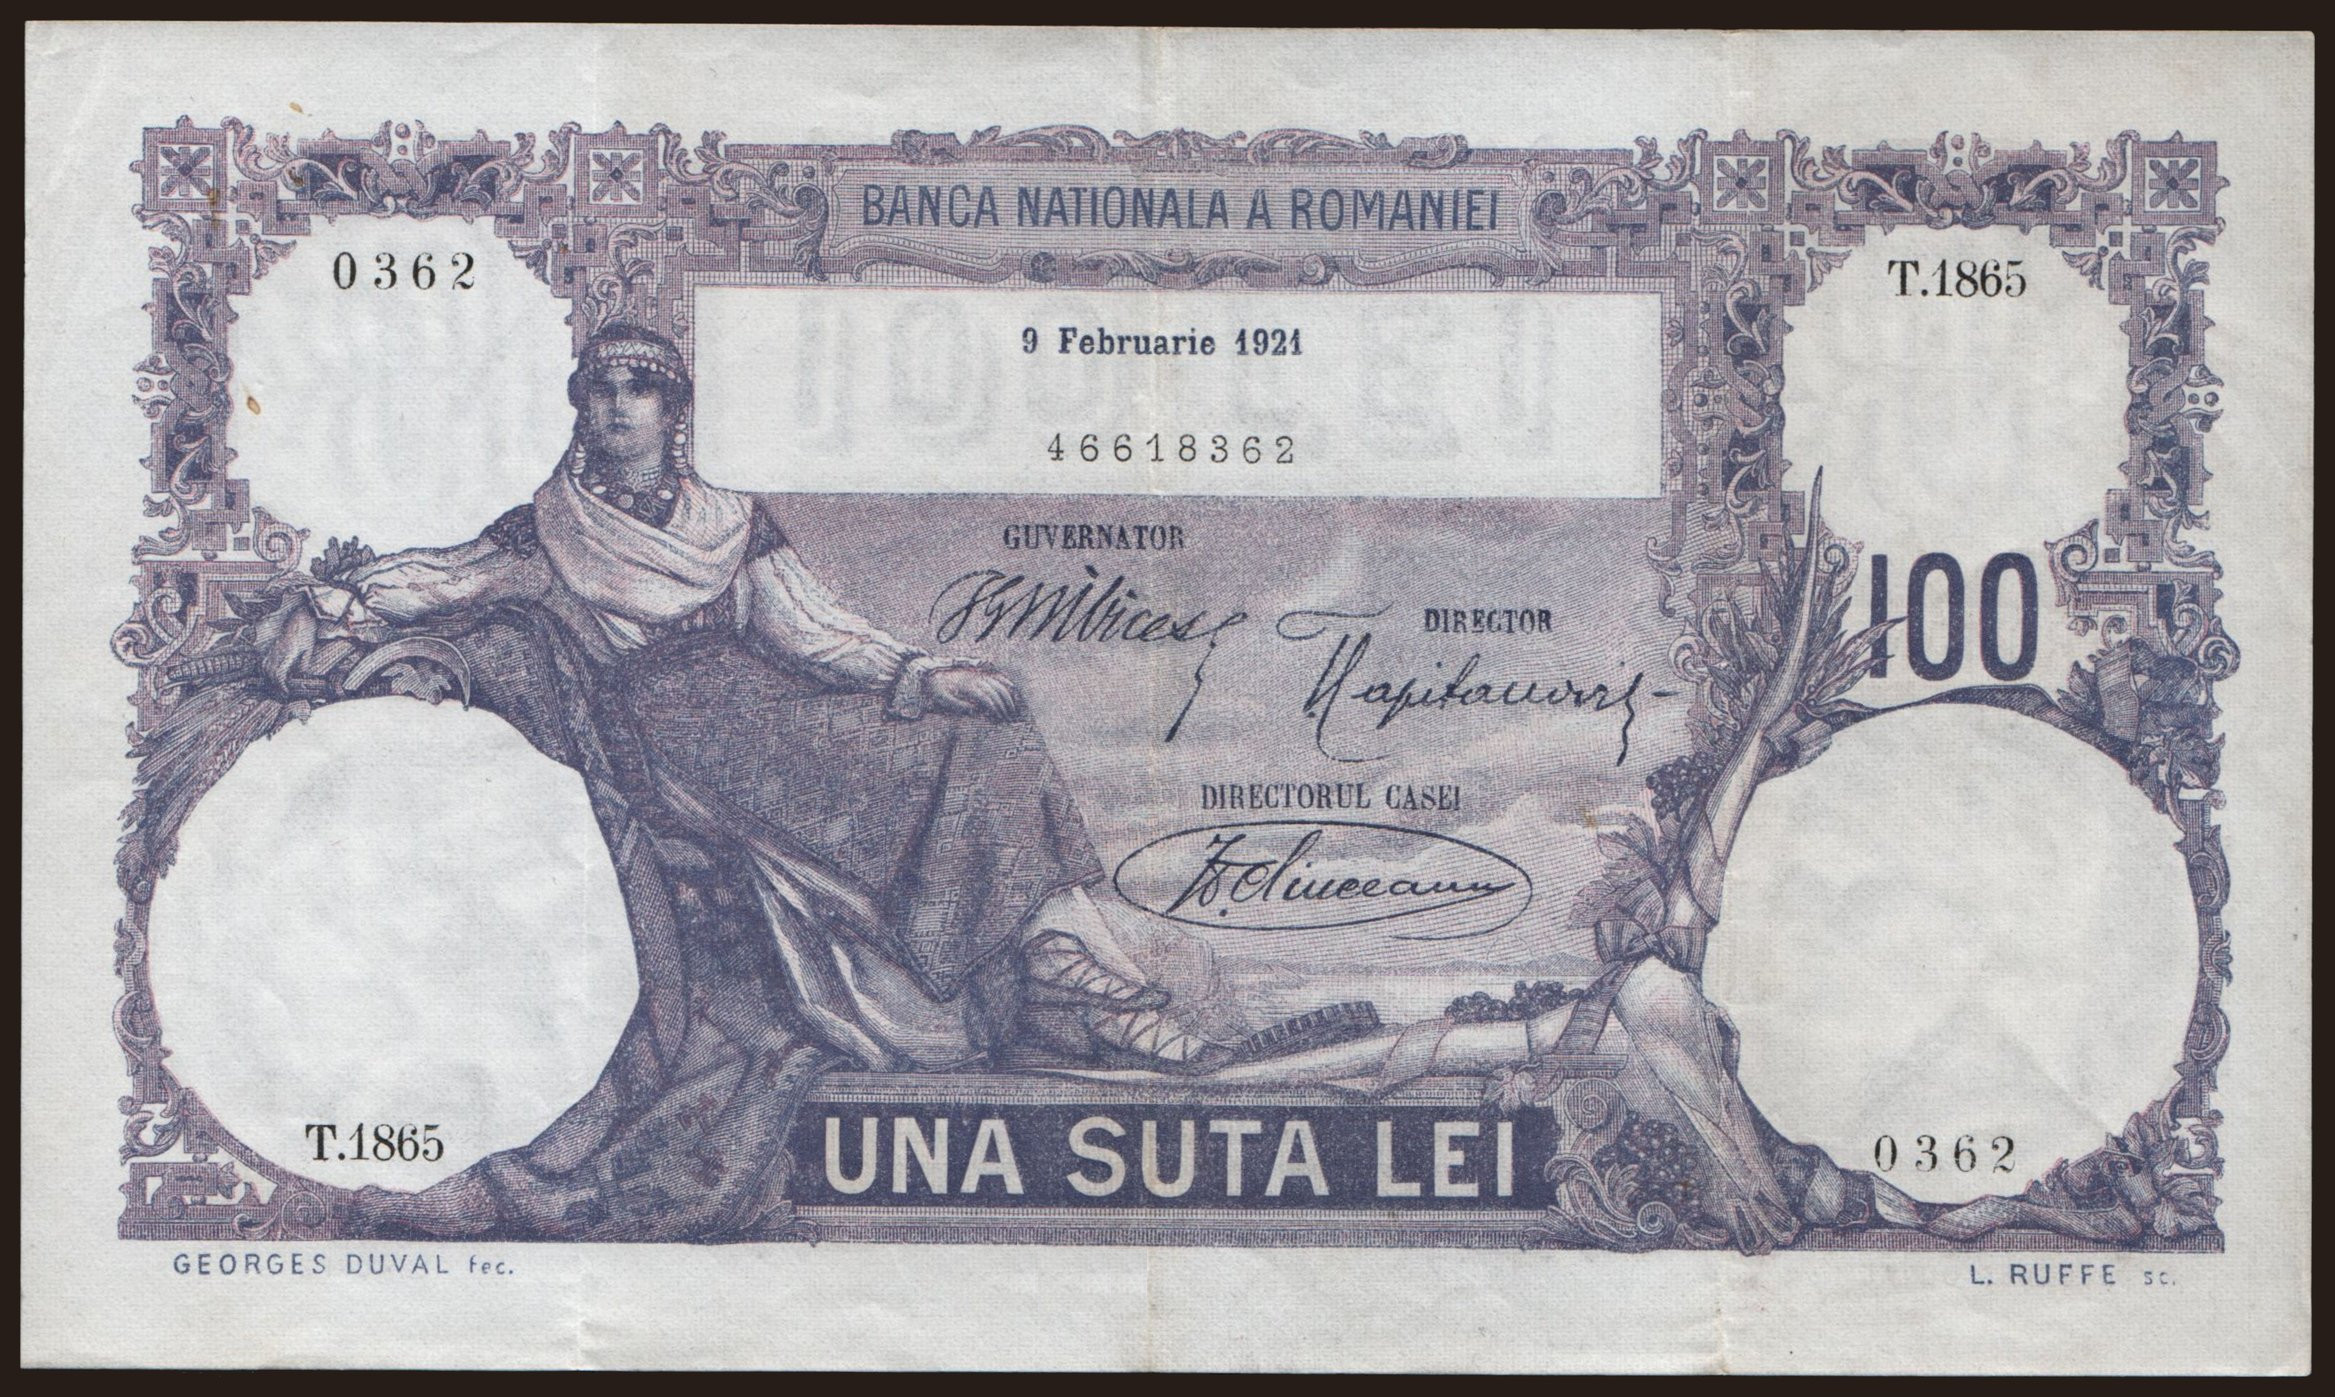 BANCA NATIONALA A ROMANIEI
0362
T.1865
9 Februarie 1921
46618362
GUVERNATOR
DIRECTOR
100
DIRECTORUL CASEI
T.1865
0362
UNA SUTA LEI
GEORGES DUVAL fec.
L. RUFFE sc.